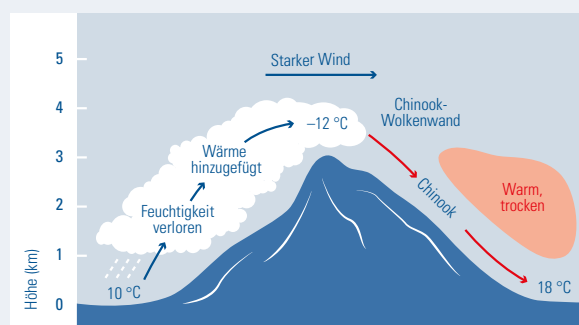 Starker Wind
5
4
3
2
1
0
Höhe (km)
–12 °C
Chinook-
Wolkenwand
Wärme
hinzugefügt
Feuchtigkeit
verloren
Chinook
Warm,
trocken
10 °C
18 °C